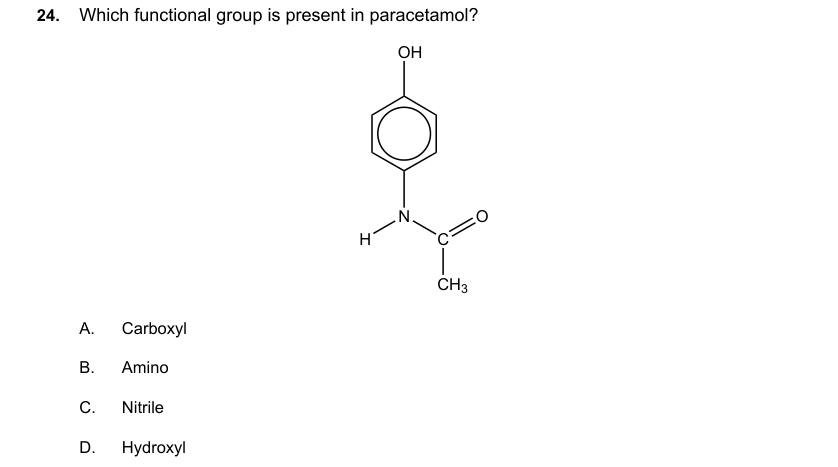 24. Which functional group is present in paracetamol?
OH
N
O
H
C
CH₃
A. Carboxyl
B. Amino
C. Nitrile
D. Hydroxyl